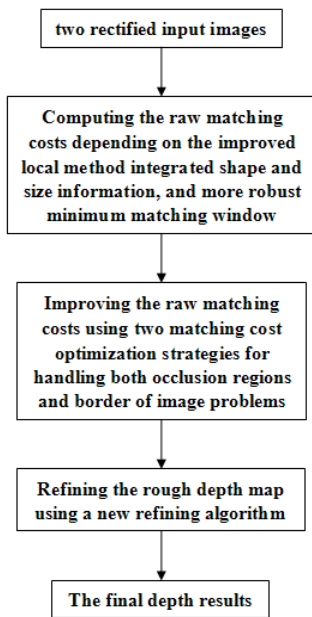 two rectified input images
Computing the raw matching
costs depending on the improved
local method integrated shape and
size information, and more robust
minimum matching window
Improving the raw matching
costs using two matching cost
optimization strategies for
handling both occlusion regions
and border of image problems
Refining the rough depth map
using a new refining algorithm
The final depth results